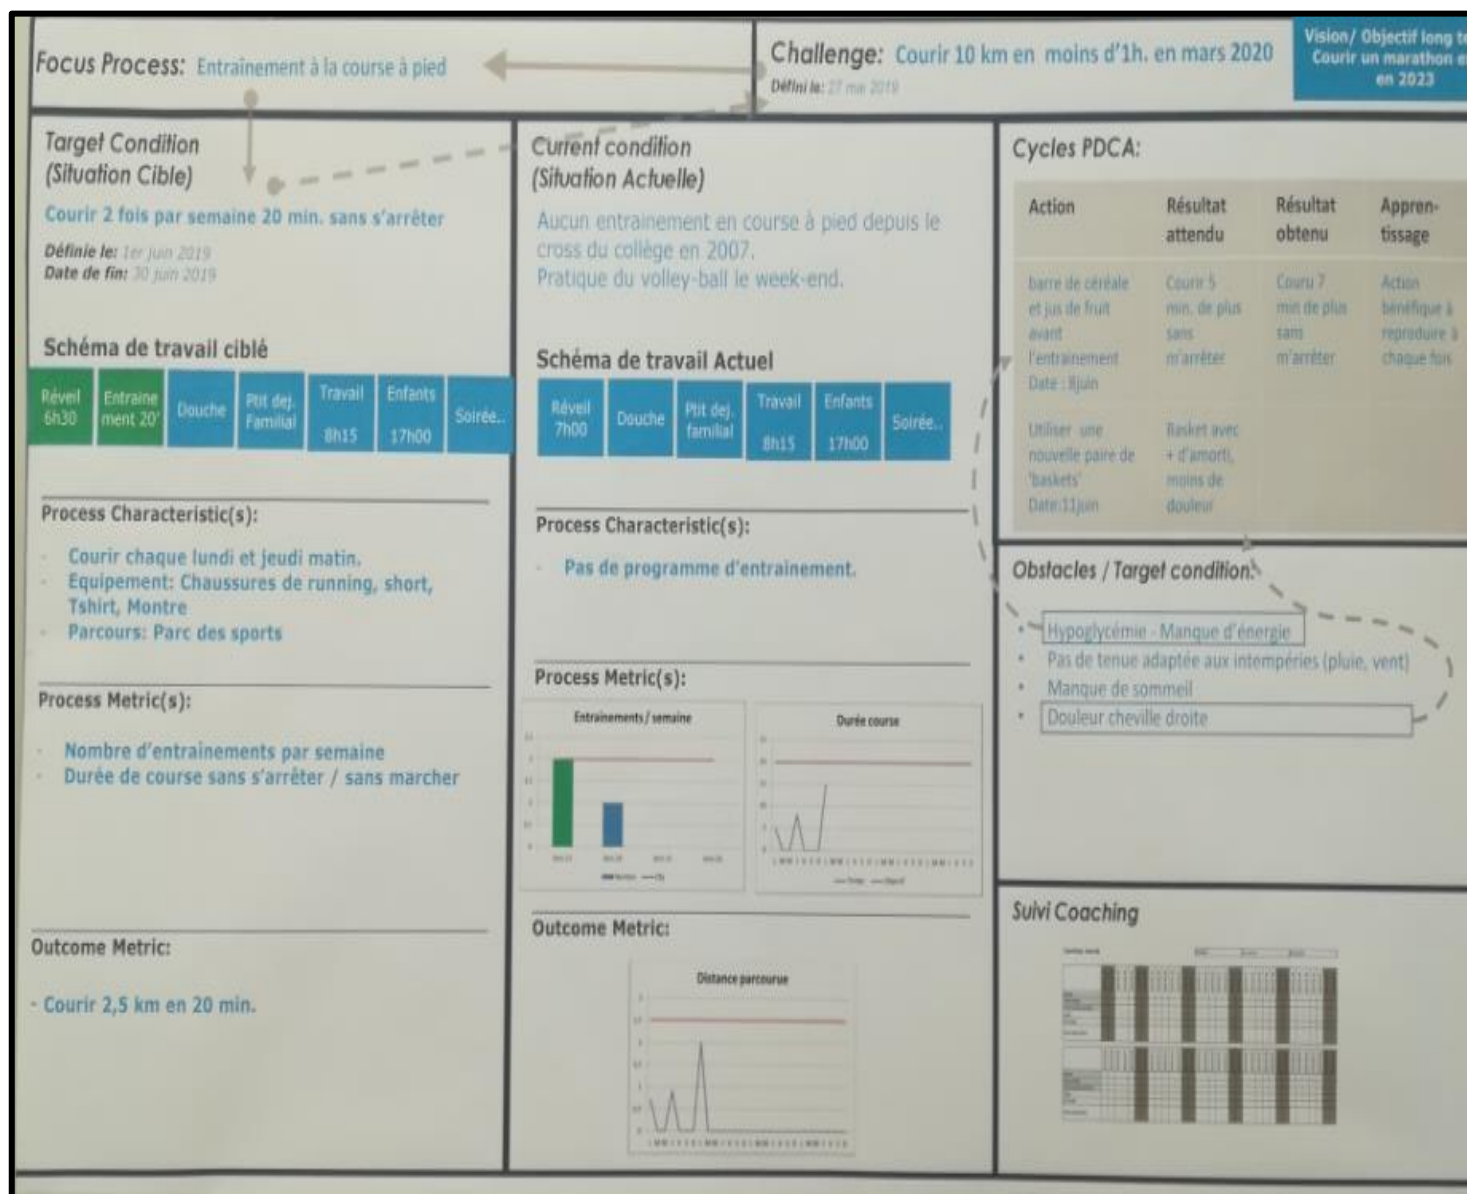 Focus Process: Entraînement à la course à pied
Challenge: Courir 10 km en moins d'1h. en mars 2020
Défini le: 27 mai 2019
Vision/ Objectif long
Courir un marathon
en 2023
Target Condition
(Situation Cible)
Courir 2 fois par semaine 20 min. sans s'arrêter
Définie le: 1er juin 2019
Date de fin: 30 juin 2019
Schéma de travail ciblé
Réveil
6h30
Entraine
ment 20'
Douche
Ptit dej.
Familial
Travail
8h15
Enfants
17h00
Soirée..
Process Characteristic(s):
- Courir chaque lundi et jeudi matin.
- Equipement: Chaussures de running, short,
Tshirt, Montre
- Parcours: Parc des sports
Process Metric(s):
- Nombre d'entrainements par semaine
- Durée de course sans s'arrêter / sans marcher
Outcome Metric:
- Courir 2,5 km en 20 min.
Current condition
(Situation Actuelle)
Aucun entrainement en course à pied depuis le
cross du collège en 2007.
Pratique du volley-ball le week-end.
Schéma de travail Actuel
Réveil
7h00
Douche
Ptit dej.
familial
Travail
8h15
Enfants
17h00
Soirée..
Process Characteristic(s):
- Pas de programme d'entrainement.
Process Metric(s):
Entrainements / semaine
Durée course
Outcome Metric:
Distance parcourue
Cycles PDCA:
Action
Résultat
attendu
Résultat
obtenu
Appren-
tissage
barre de céréale
et jus de fruit
avant
l'entrainement
Date : 8juin
Courir 5
min. de plus
sans
m'arrêter
Couru 7
min de plus
sans
m'arrêter
Action
bénéfique à
reproduire à
chaque fois
Utiliser une
nouvelle paire de
'baskets'
Date:11juin
Basket avec
+ d'amorti,
moins de
douleur
Obstacles / Target condition:
• Hypoglycémie - Manque d'énergie
• Pas de tenue adaptée aux intempéries (pluie, vent)
• Manque de sommeil
• Douleur cheville droite
Suivi Coaching